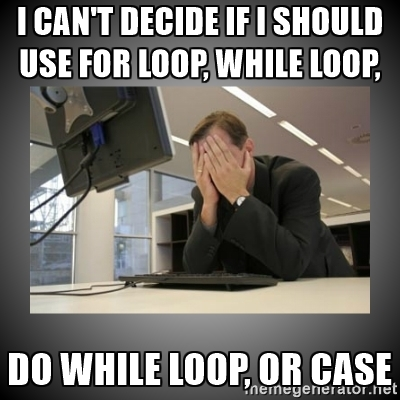 I CAN'T DECIDE IF I SHOULD
USE FOR LOOP, WHILE LOOP,
DO WHILE LOOP, OR CASE
memegenerator.net